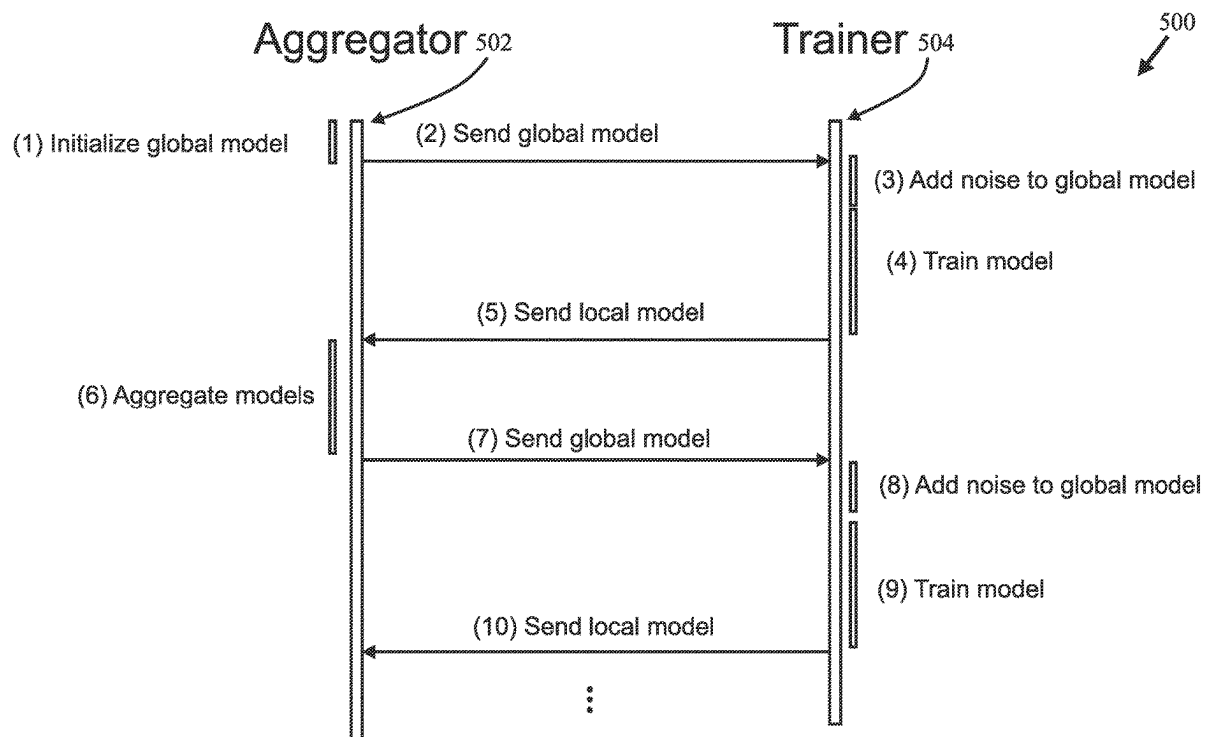 500
Aggregator 502
Trainer 504
(1) Initialize global model
(2) Send global model
(3) Add noise to global model
(4) Train model
(5) Send local model
(6) Aggregate models
(7) Send global model
(8) Add noise to global model
(9) Train model
(10) Send local model